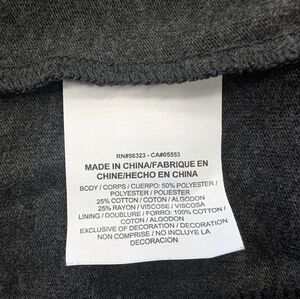 RN#56323 - CA#05553
MADE IN CHINA/FABRIQUE EN
CHINE/HECHO EN CHINA
BODY / CORPS / CUERPO: 50% POLYESTER /
POLYESTER / POLIESTER
25% COTTON / COTON / ALGODON
25% RAYON / VISCOSE / VISCOSA
LINING / DOUBLURE / FORRO: 100% COTTON /
COTON / ALGODON
EXCLUSIVE OF DECORATION / DECORATION
NON COMPRISE / NO INCLUYE LA
DECORACION